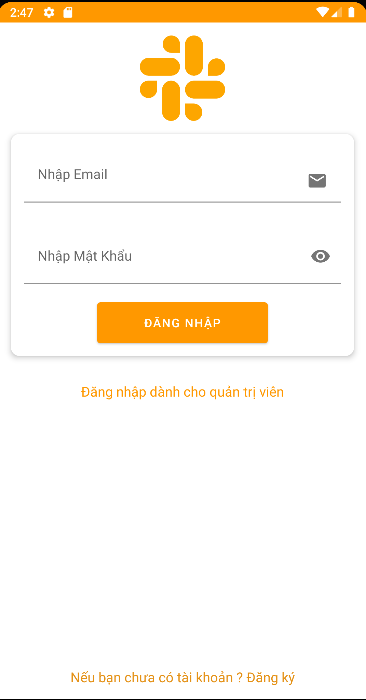 2:47
Nhập Email
Nhập Mật Khẩu
ĐĂNG NHẬP
Đăng nhập dành cho quản trị viên
Nếu bạn chưa có tài khoản ? Đăng ký